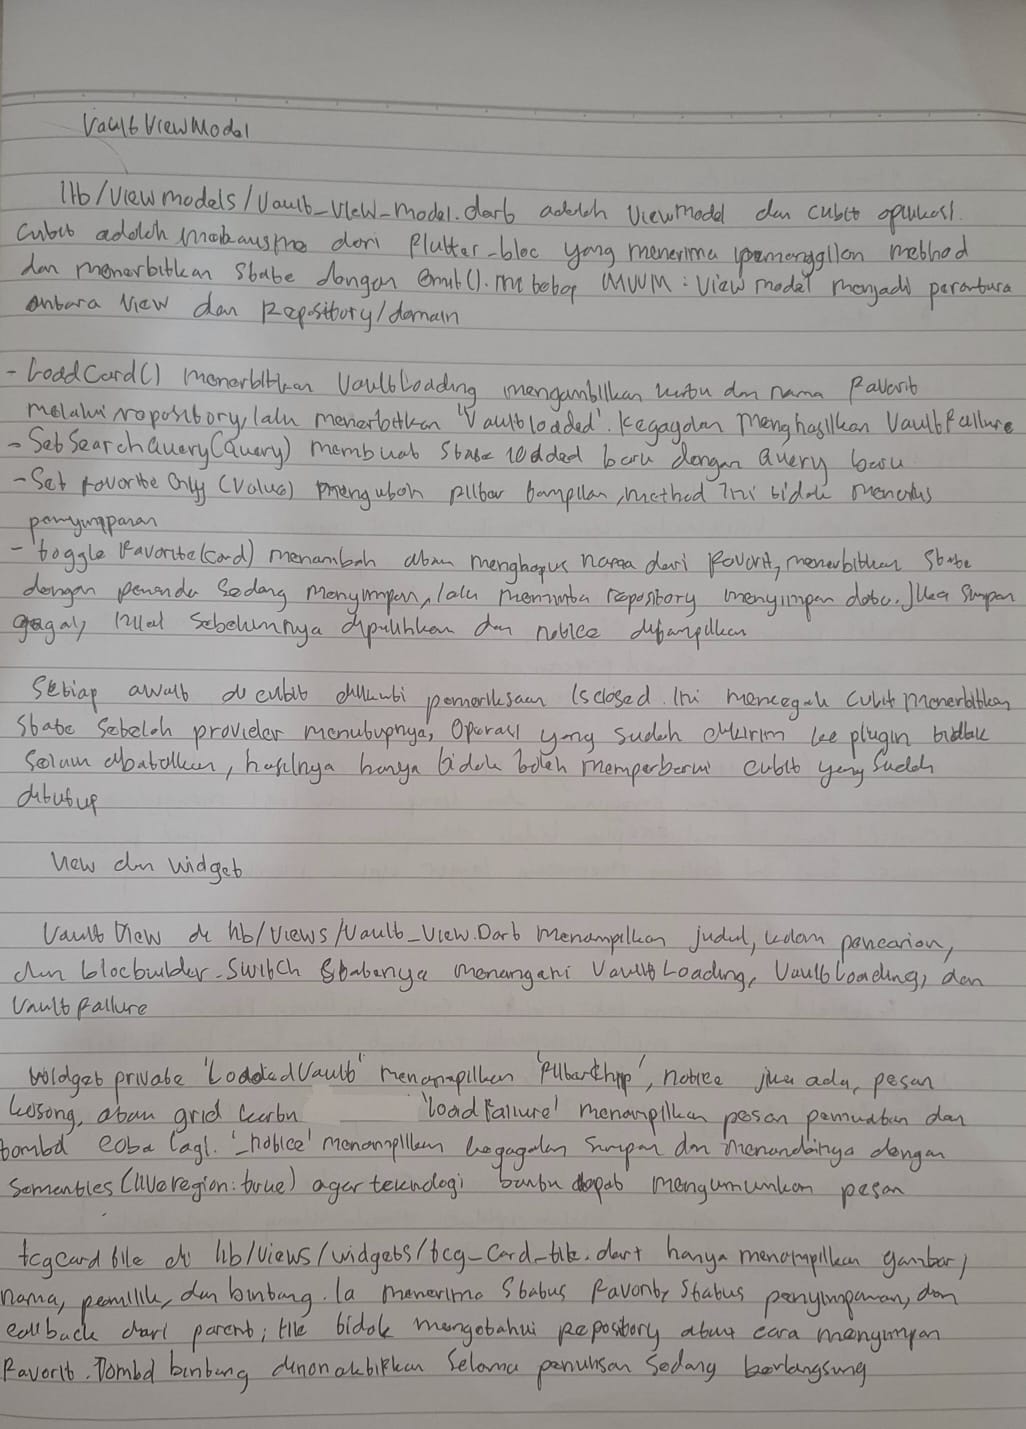 VaultViewModel
lib/viewmodels/vault_view_model.dart adalah viewmodel dan cubit aplikasi.
Cubit adalah mekanisme dari flutter_bloc yang menerima pemanggilan method
dan menerbitkan state dengan emit(). MVVM: View model menjadi perantara
antara View dan Repository/domain
- LoadCard() menerbitkan VaultLoading mengambilkan kartu dan nama favorit
melalui repository, lalu menerbitkan 'Vaultloaded'. Kegagalan menghasilkan VaultFailure
- SetSearchQuery(Query) membuat state loaded baru dengan Query baru
- Set favorite Only (Value) mengubah filter tampilan, method ini tidak menulis
penyimpanan
- toggle Favorite(card) menambah atau menghapus nama dari favorit, menerbitkan state
dengan penanda sedang menyimpan, lalu meminta repository menyimpan data. Jika simpan
gagal, nilai sebelumnya dipulihkan dan notice ditampilkan
Setiap await di cubit diikuti pemeriksaan isclosed. Ini mencegah cubit menerbitkan
state setelah provider menutupnya, Operasi yang sudah dikirim ke plugin tidak
selalu dibatalkan, hasilnya hanya tidak boleh memperbarui cubit yang sudah
ditutup
View dan widget
Vault View di lib/views/vault_view.Dart menampilkan judul, kolom pencarian,
dan blocbuilder. Switch statenya menangani VaultLoading, VaultLoading, dan
Vaultfailure
Widget private 'LoadedVault' menampilkan 'FilterChip', notice jika ada, pesan
kosong, atau grid kartu 'loadFailure' menampilkan pesan pemuatan dan
tombol coba lagi. '_notice' menampilkan kegagalan simpan dan menandainya dengan
Sementics (liveregion: true) agar teknologi bantu dapat mengumumkan pesan
tcgCard tile di lib/views/widgets/tcg_card_tile.dart hanya menampilkan gambar,
nama, pemilik, dan bintang. Ia menerima status favorit, status penyimpanan, dan
callback dari parent; tile tidak mengetahui repository atau cara menyimpan
favorit. Tombol bintang dinonaktifkan selama penulisan sedang berlangsung